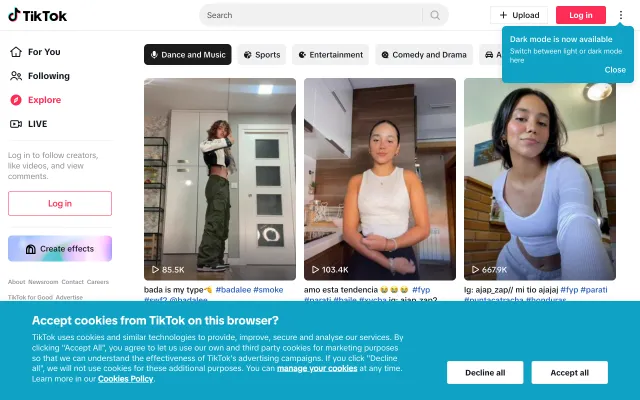 TikTok
Search
Upload
Log in
Dark mode is now available
Switch between light or dark mode
here
Close
For You
Following
Explore
LIVE
Log in to follow creators,
like videos, and view
comments.
Log in
Create effects
About Newsroom Contact Careers
TikTok for Good Advertise
Dance and Music
Sports
Entertainment
Comedy and Drama
A
85.5K
103.4K
667.9K
bada is my type #badalee #smoke
#swf2 @badalee
amo esta tendencia #fyp
#parati #baile #xycba ig: ajap_zap2
Ig: ajap_zap// mi tio ajajaj #fyp #parati
#puntacatracha #honduras
Accept cookies from TikTok on this browser?
TikTok uses cookies and similar technologies to provide, improve, secure and analyse our services. By
clicking "Accept All", you agree to let us use our own and third party cookies for marketing purposes
so that we can understand the effectiveness of TikTok's advertising campaigns. If you click "Decline
all", we will not use cookies for these additional purposes. You can manage your cookies at any time.
Learn more in our Cookies Policy.
Decline all
Accept all